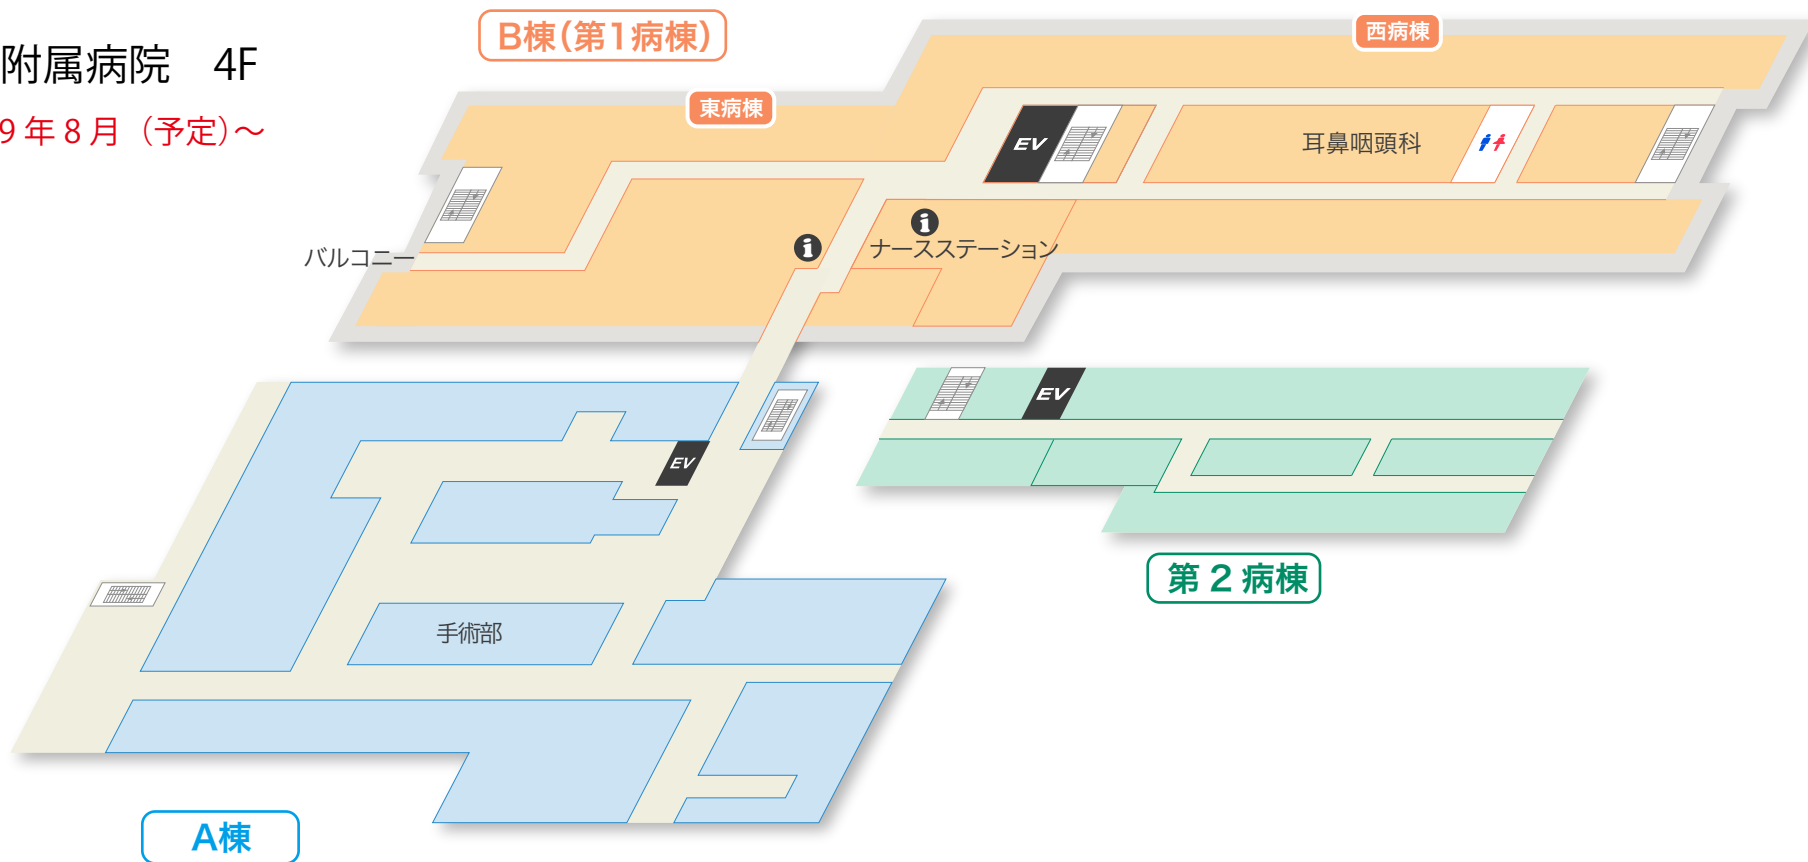 附属病院　4F
9 年 8 月（予定）～
B棟（第1病棟）
西病棟
東病棟
EV
耳鼻咽頭科
ナースステーション
バルコニー
EV
EV
第 2 病棟
手術部
A棟